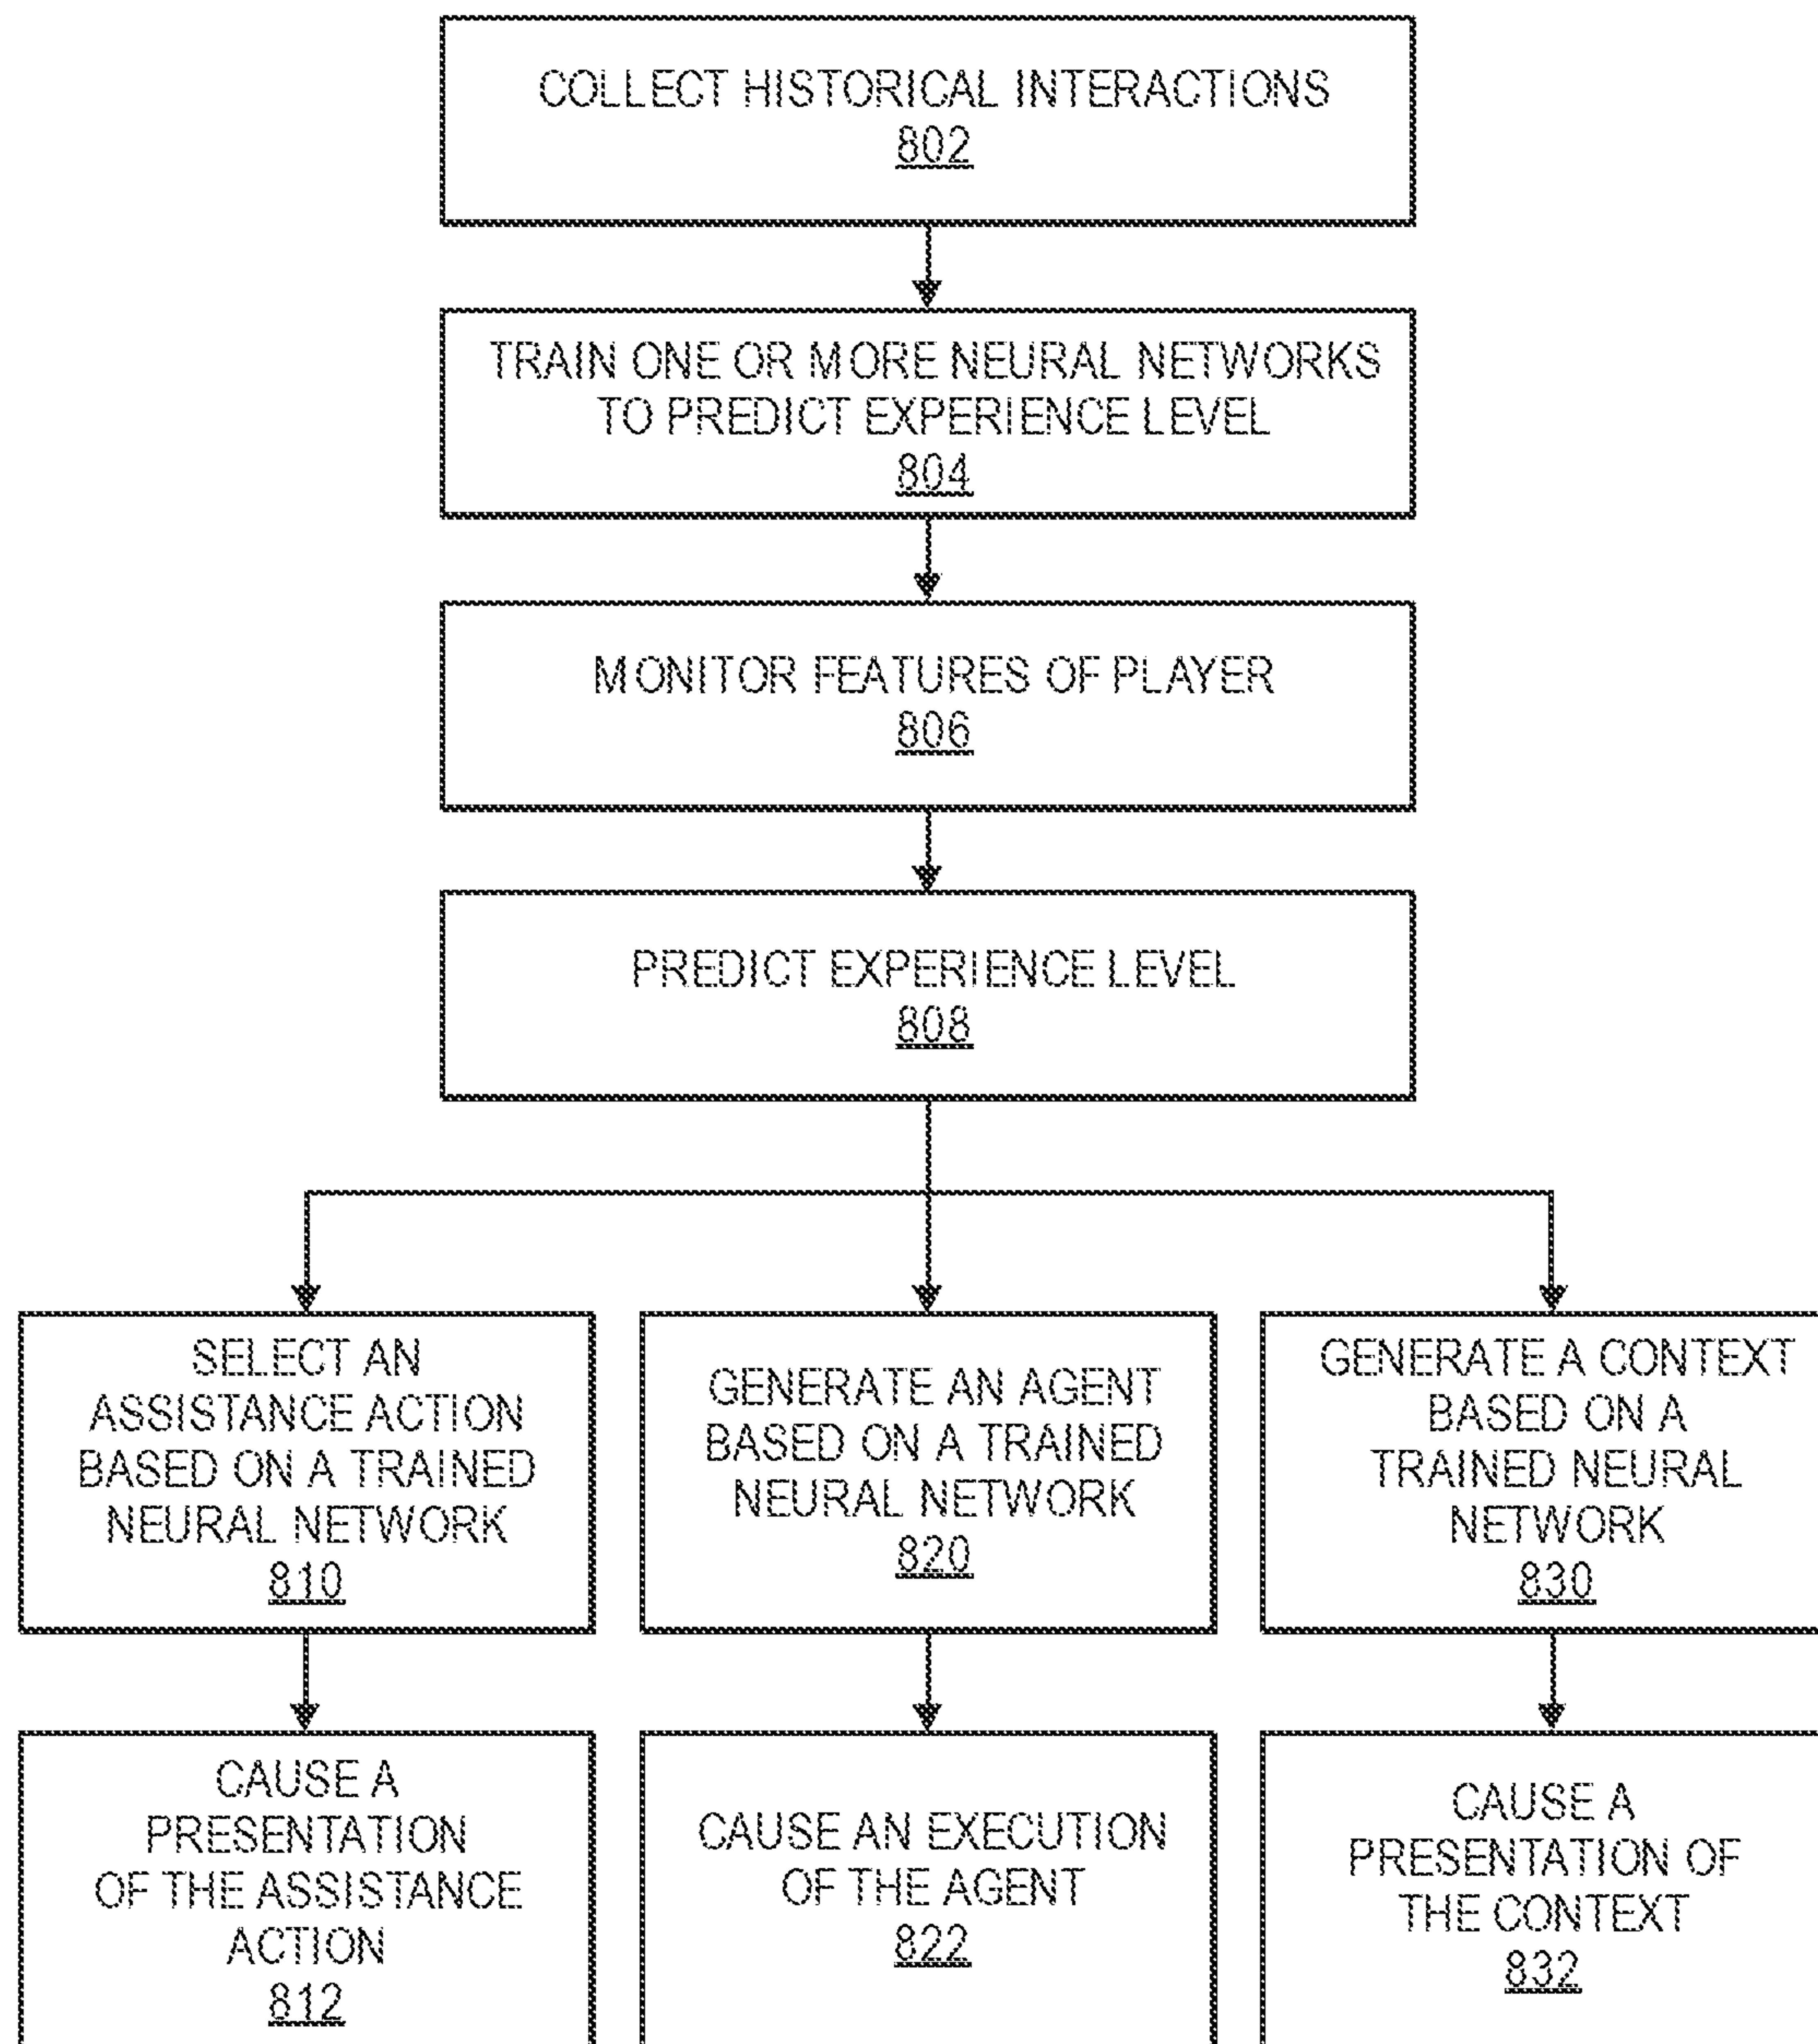 COLLECT HISTORICAL INTERACTIONS
802
TRAIN ONE OR MORE NEURAL NETWORKS
TO PREDICT EXPERIENCE LEVEL
804
MONITOR FEATURES OF PLAYER
806
PREDICT EXPERIENCE LEVEL
808
SELECT AN
ASSISTANCE ACTION
BASED ON A TRAINED
NEURAL NETWORK
810
GENERATE AN AGENT
BASED ON A TRAINED
NEURAL NETWORK
820
GENERATE A CONTEXT
BASED ON A
TRAINED NEURAL
NETWORK
830
CAUSE A
PRESENTATION
OF THE ASSISTANCE
ACTION
812
CAUSE AN EXECUTION
OF THE AGENT
822
CAUSE A
PRESENTATION OF
THE CONTEXT
832